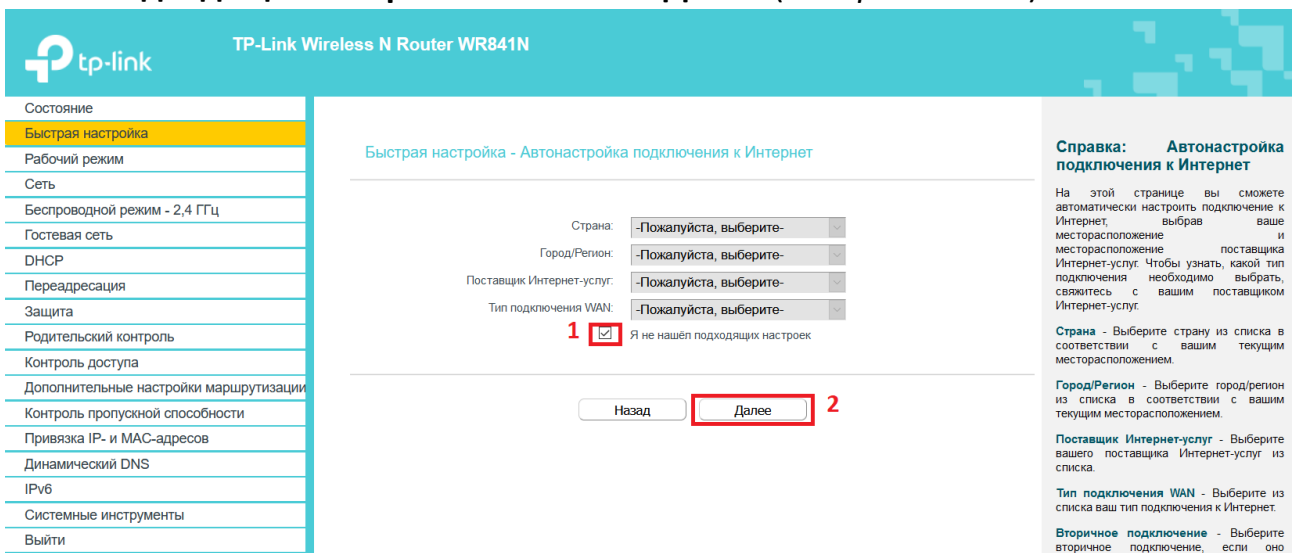 tp-link
TP-Link Wireless N Router WR841N
Состояние
Быстрая настройка
Рабочий режим
Сеть
Беспроводной режим - 2,4 ГГц
Гостевая сеть
DHCP
Переадресация
Защита
Родительский контроль
Контроль доступа
Дополнительные настройки маршрутизации
Контроль пропускной способности
Привязка IP- и MAC-адресов
Динамический DNS
IPv6
Системные инструменты
Выйти
Быстрая настройка - Автонастройка подключения к Интернет
Страна: -Пожалуйста, выберите-
Город/Регион: -Пожалуйста, выберите-
Поставщик Интернет-услуг: -Пожалуйста, выберите-
Тип подключения WAN: -Пожалуйста, выберите-
1 Я не нашёл подходящих настроек
Назад Далее 2
Справка: Автонастройка
подключения к Интернет
На этой странице вы сможете
автоматически настроить подключение к
Интернет, выбрав ваше
месторасположение и
месторасположение поставщика
Интернет-услуг. Чтобы узнать, какой тип
подключения необходимо выбрать,
свяжитесь с вашим поставщиком
Интернет-услуг.
Страна - Выберите страну из списка в
соответствии с вашим текущим
месторасположением.
Город/Регион - Выберите город/регион
из списка в соответствии с вашим
текущим месторасположением.
Поставщик Интернет-услуг - Выберите
вашего поставщика Интернет-услуг из
списка.
Тип подключения WAN - Выберите из
списка ваш тип подключения к Интернет.
Вторичное подключение - Выберите
вторичное подключение, если оно